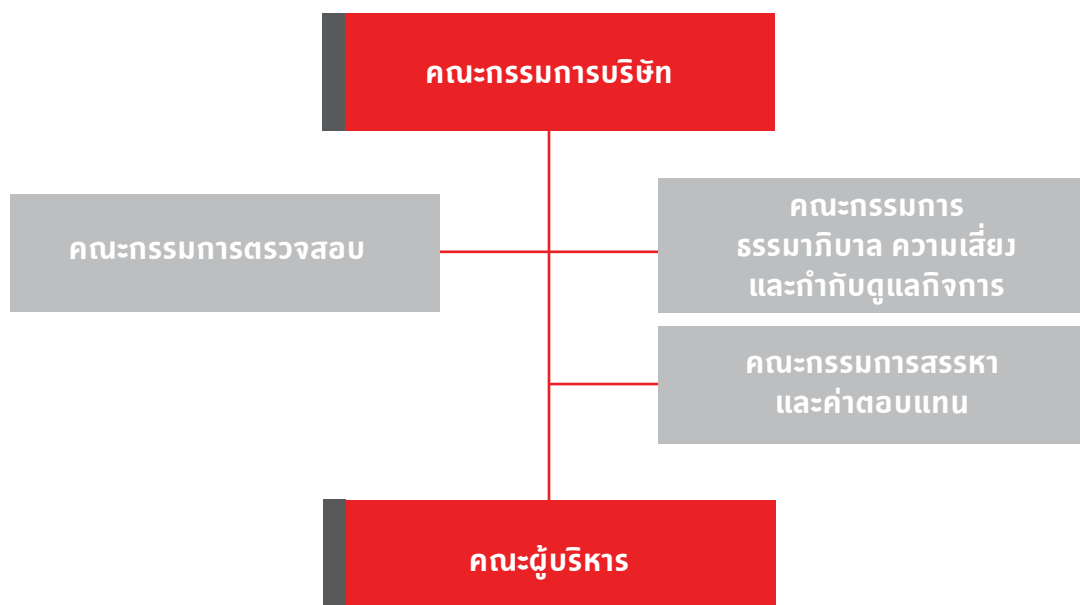 คณะกรรมการบริษัท
คณะกรรมการตรวจสอบ
คณะกรรมการ
ธรรมาภิบาล ความเสี่ยง
และกำกับดูแลกิจการ
คณะกรรมการสรรหา
และค่าตอบแทน
คณะผู้บริหาร